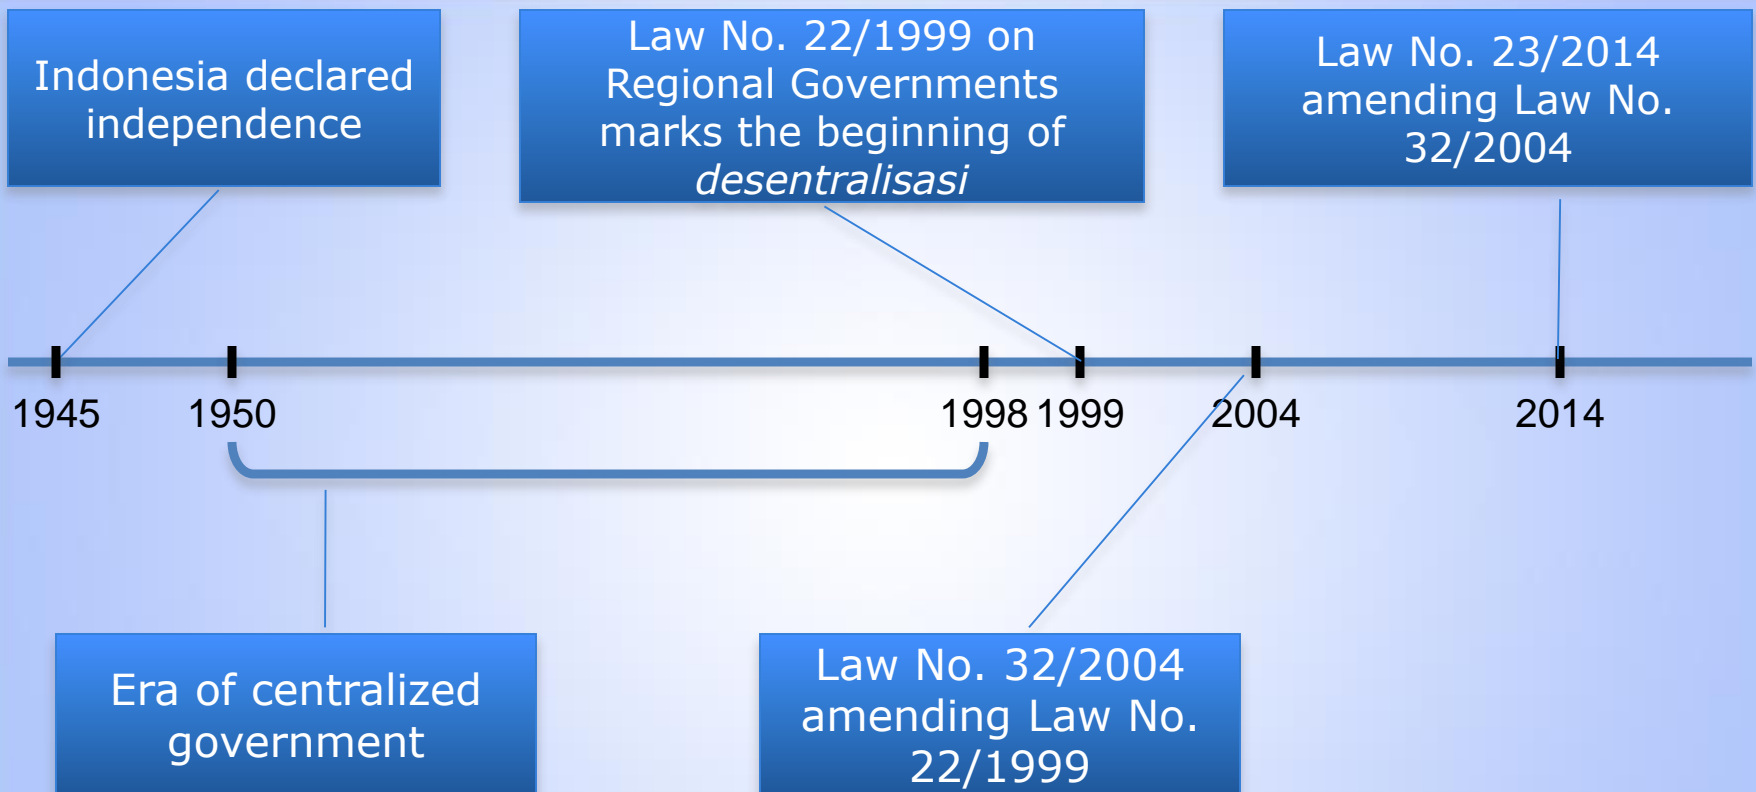 Indonesia declared
independence
Law No. 22/1999 on
Regional Governments
marks the beginning of
desentralisasi
Law No. 23/2014
amending Law No.
32/2004
1945
1950
1998
1999
2004
2014
Era of centralized
government
Law No. 32/2004
amending Law No.
22/1999